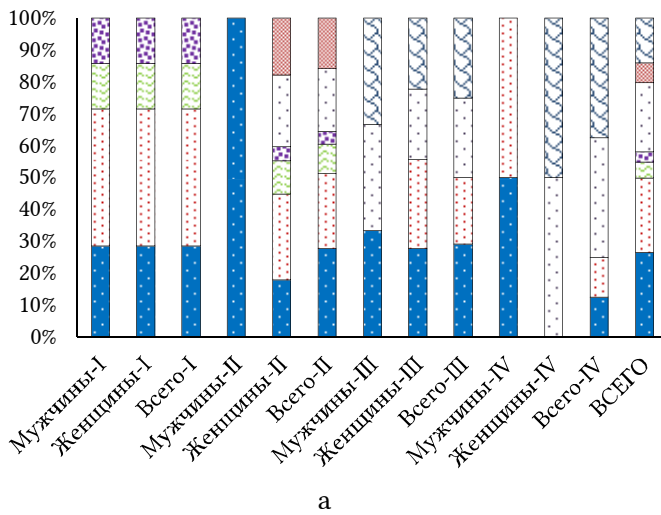 100%
90%
80%
70%
60%
50%
40%
30%
20%
10%
0%
Мужчины-I
Женщины-I
Всего-I
Мужчины-II
Женщины-II
Всего-II
Мужчины-III
Женщины-III
Всего-III
Мужчины-IV
Женщины-IV
Всего-IV
ВСЕГО
а